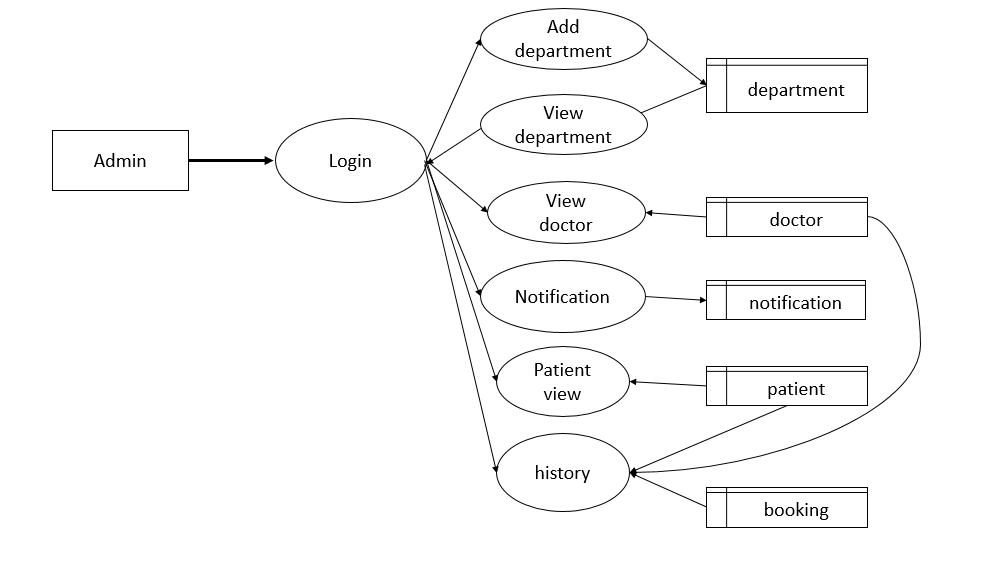 Add
department
department
View
department
Admin
Login
View
doctor
doctor
Notification
notification
Patient
view
patient
history
booking